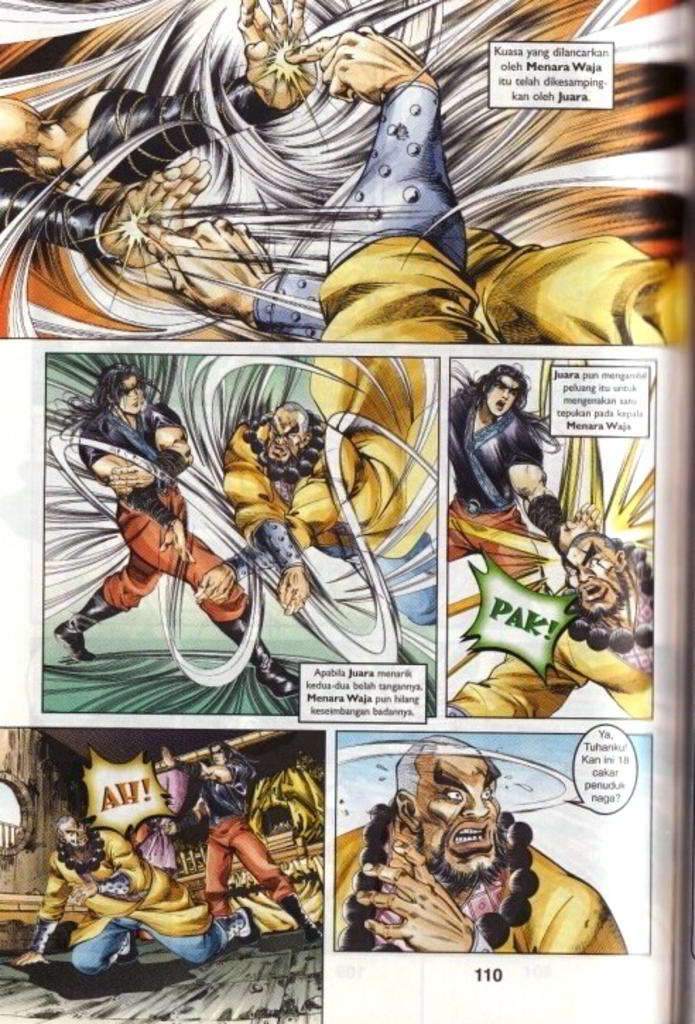 Kuasa yang dilancarkan
oleh Menara Waja
itu telah dikesamping-
kan oleh Juara.
Juara pun mengambil
peluang itu untuk
mengenakan satu
tepukan pada kepala
Menara Waja
PAK!
Apabila Juara menarik
kedua-dua belah tangannya,
Menara Waja pun hilang
keseimbangan badannya.
AH!
Ya,
Tuhanku!
Kan ini 18
cakar
penuduk
naga?
110